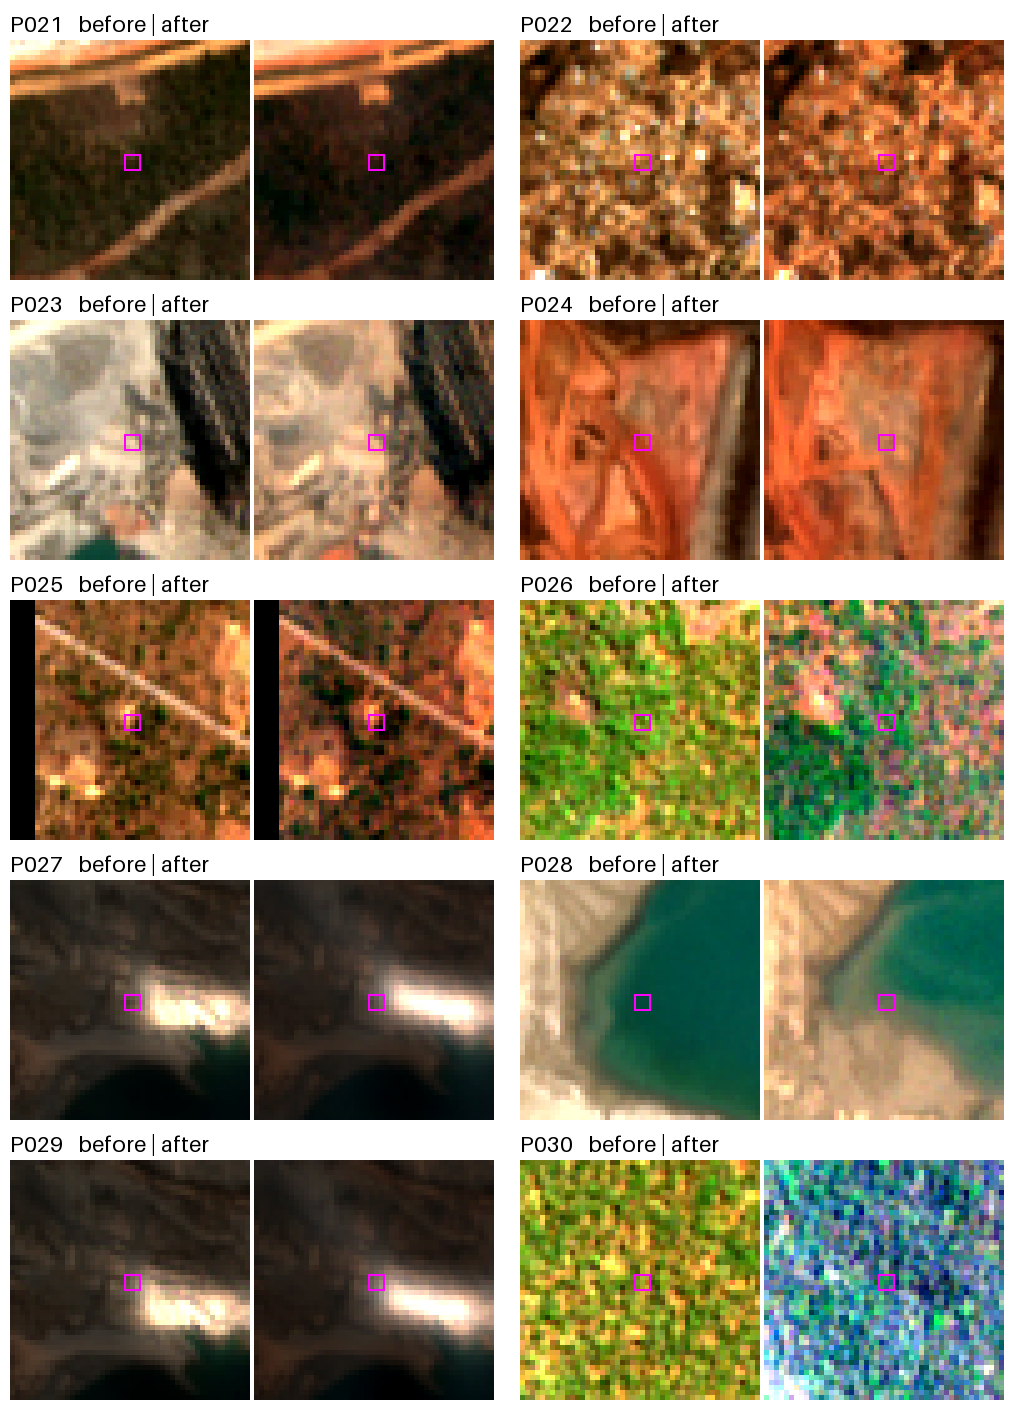 P021 before | after
P022 before | after
P023 before | after
P024 before | after
P025 before | after
P026 before | after
P027 before | after
P028 before | after
P029 before | after
P030 before | after